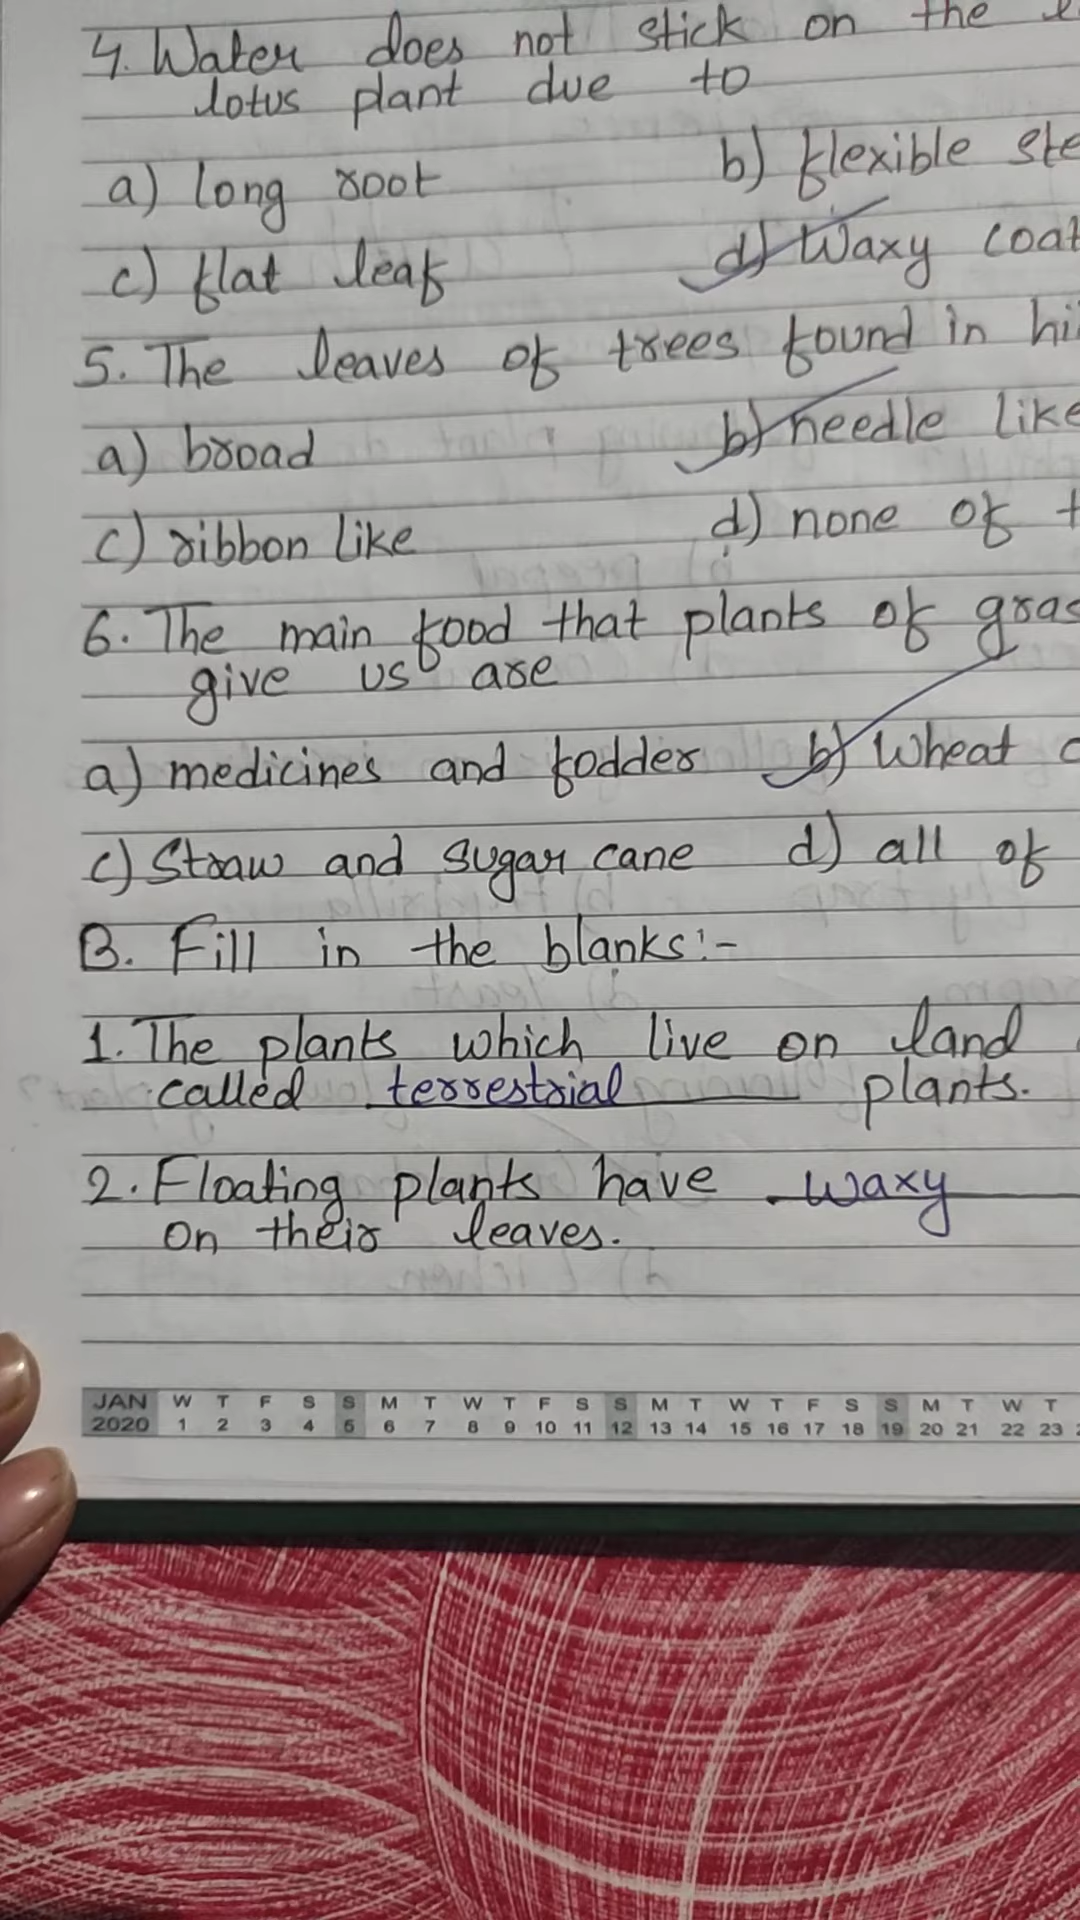 4. Water does not stick on the
lotus plant due to
a) long root b) flexible
c) flat leaf d) Waxy
5. The leaves of trees found in
a) broad b) needle like
c) ribbon like d) none of
6. The main food that plants of
give us are
a) medicines and fodder b) Wheat
c) Straw and sugar cane d) all of
B. Fill in the blanks:-
1. The plants which live on land
called terrestrial plants.
2. Floating plants have waxy
on their leaves.
JAN W T F S S M T W T F S S M T W T F S S M T W T
2020 1 2 3 4 5 6 7 8 9 10 11 12 13 14 15 16 17 18 19 20 21 22 23